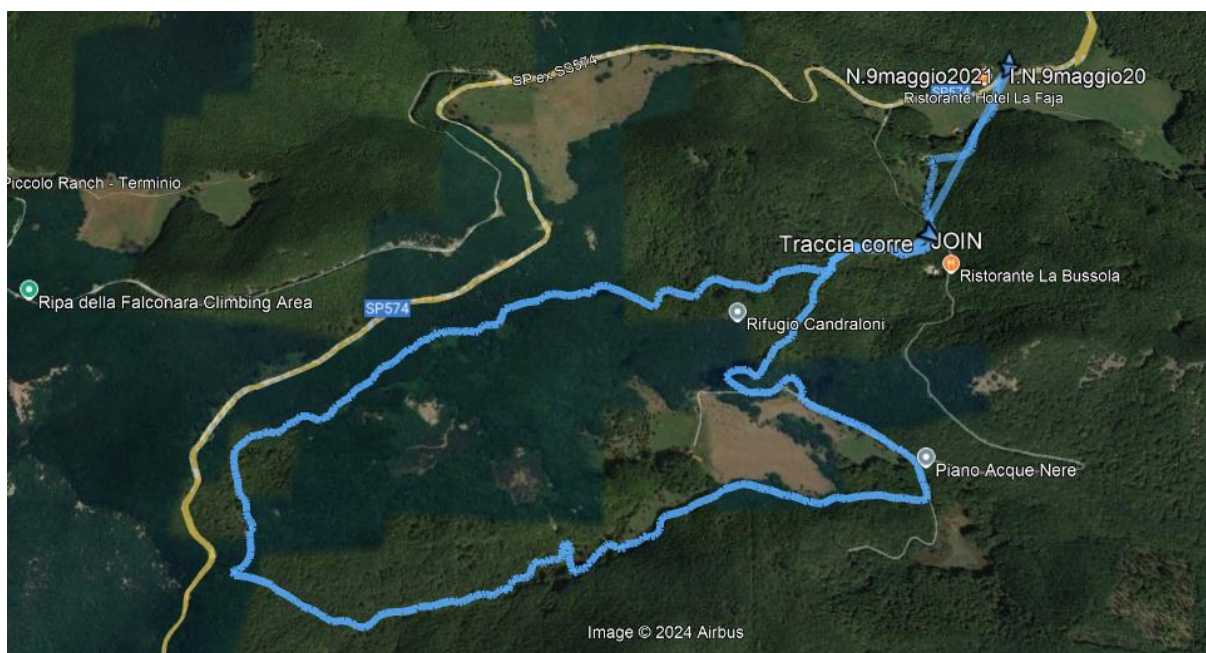 SP ex SS574
N.9maggio2021
T.N.9maggio20
SP574
Ristorante Hotel La Faja
Piccolo Ranch - Terminio
Traccia corre
JOIN
Ristorante La Bussola
Ripa della Falconara Climbing Area
SP574
Rifugio Candraloni
Piano Acque Nere
Image © 2024 Airbus